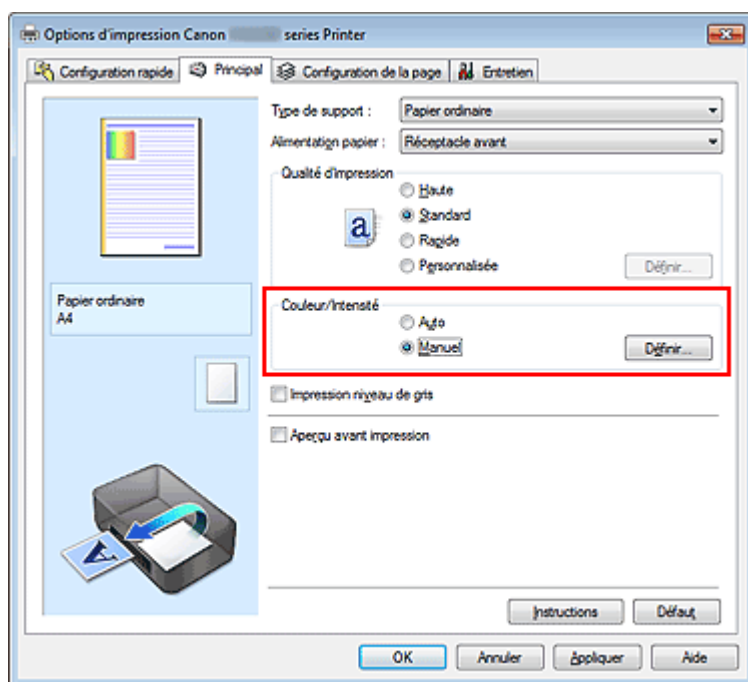 Options d'impression Canon series Printer
Configuration rapide Principal Configuration de la page Entretien
Type de support : Papier ordinaire
Alimentation papier : Réceptacle avant
Qualité d'impression
Haute
a Standard
Rapide
Personnalisée Définir...
Papier ordinaire
A4
Couleur/Intensité
Auto
Manuel Définir...
Impression niveau de gris
Aperçu avant impression
A
Instructions Défaut
OK Annuler Appliquer Aide